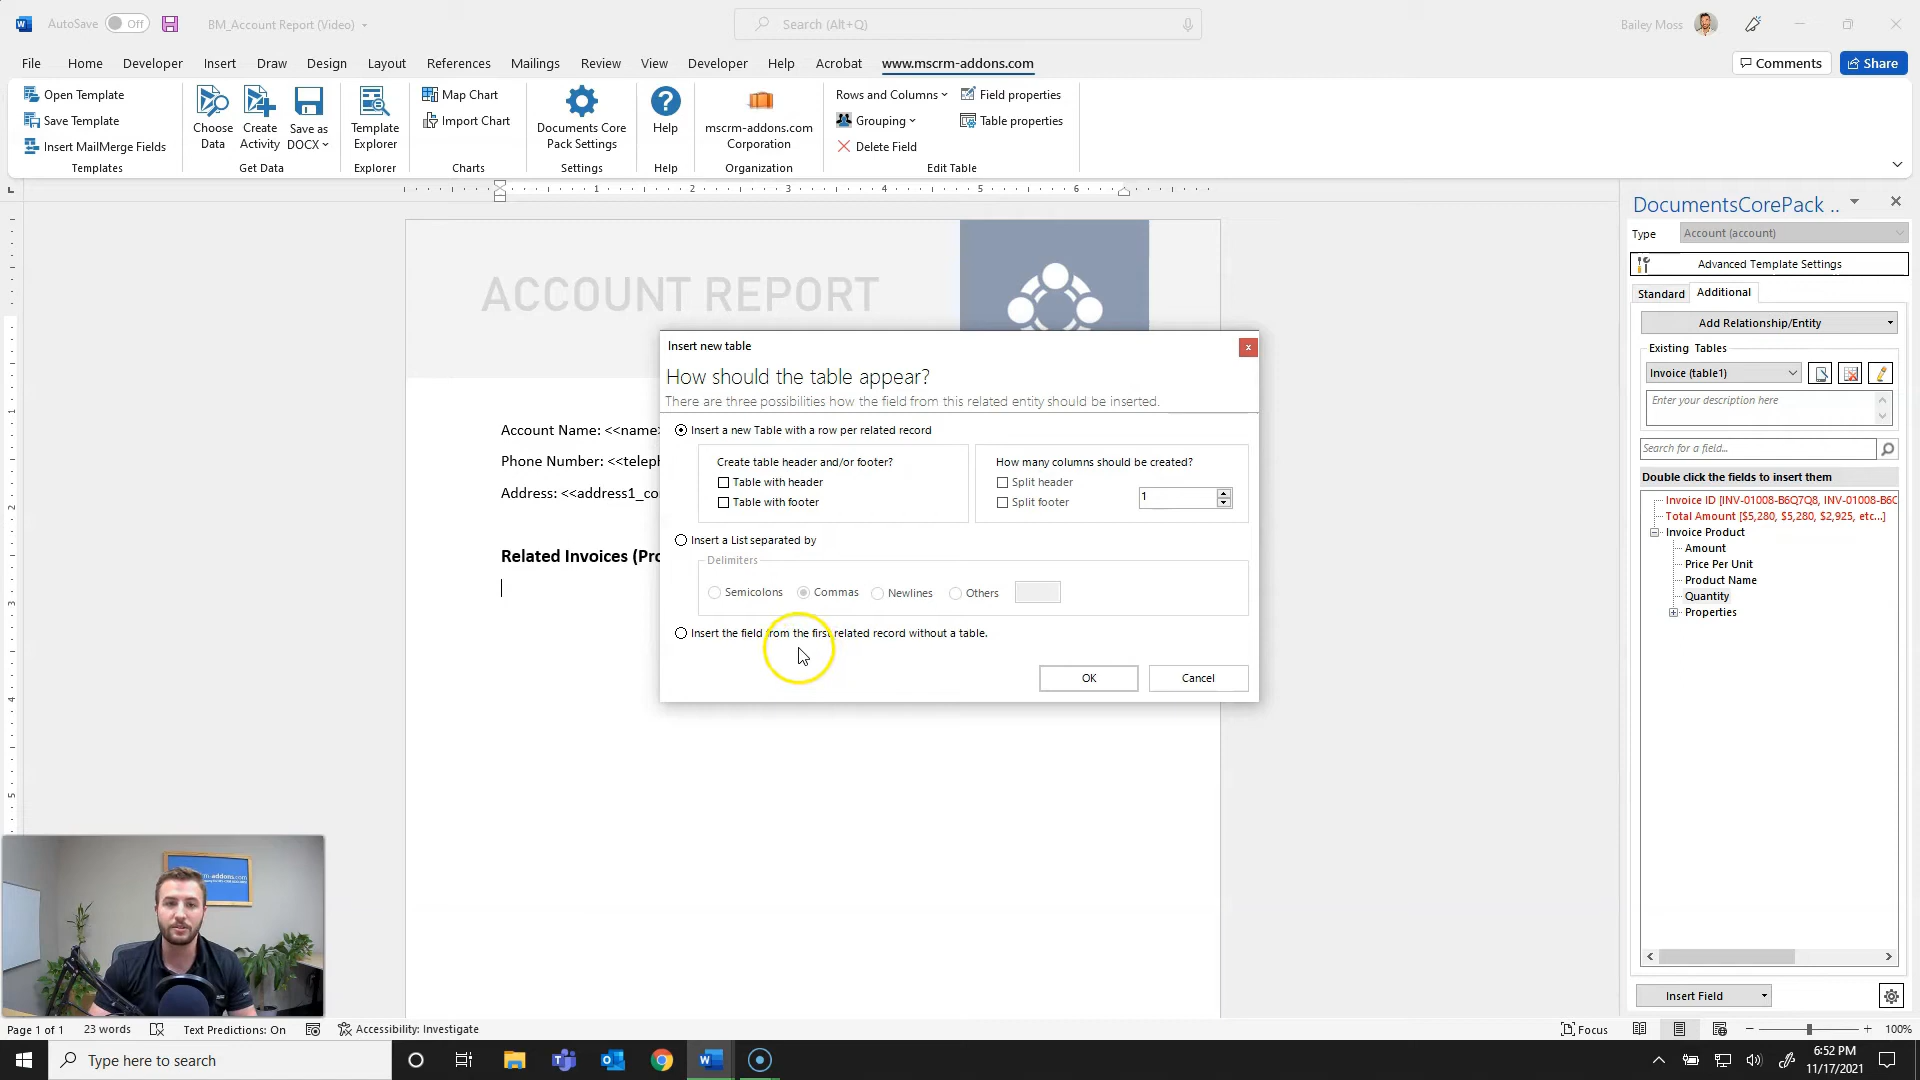 AutoSave Off BM_Account Report (Video) Search (Alt+Q) Bailey Moss
File Home Developer Insert Draw Design Layout References Mailings Review View Developer Help Acrobat www.mscrm-addons.com Comments Share
Open Template
Save Template
Insert MailMerge Fields
Templates
Choose Data
Create Activity
Save as DOCX
Get Data
Template Explorer
Explorer
Map Chart
Import Chart
Charts
Documents Core Pack Settings
Settings
Help
Help
mscrm-addons.com Corporation
Organization
Rows and Columns
Grouping
Delete Field
Field properties
Table properties
Edit Table
1 2 3 4 5 6
1
2
3
4
5
ACCOUNT REPORT
Account Name: <<name>
Phone Number: <<teleph
Address: <<address1_co
Related Invoices (Pro
Insert new table
How should the table appear?
There are three possibilities how the field from this related entity should be inserted.
Insert a new Table with a row per related record
Create table header and/or footer?
Table with header
Table with footer
How many columns should be created?
Split header
Split footer
1
Insert a List separated by
Delimiters
Semicolons Commas Newlines Others
Insert the field from the first related record without a table.
OK Cancel
DocumentsCorePack ..
Type Account (account)
Advanced Template Settings
Standard Additional
Add Relationship/Entity
Existing Tables
Invoice (table1)
Enter your description here
Search for a field...
Double click the fields to insert them
Invoice ID [INV-01008-B6Q7Q8, INV-01008-B6Q
Total Amount [$5,280, $5,280, $2,925, etc...]
Invoice Product
Amount
Price Per Unit
Product Name
Quantity
Properties
Insert Field
Page 1 of 1 23 words Text Predictions: On Accessibility: Investigate Focus 100%
Type here to search
6:52 PM
11/17/2021